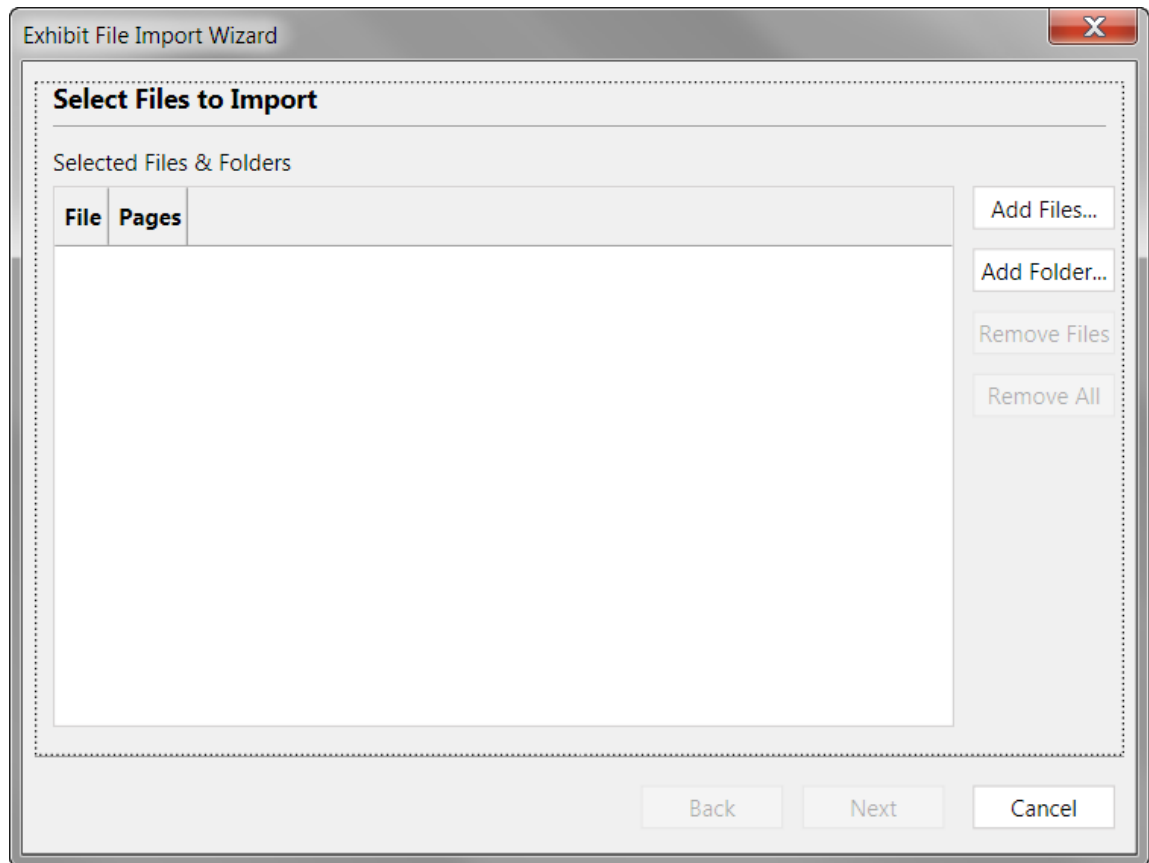 Exhibit File Import Wizard
X
Select Files to Import
Selected Files & Folders
File Pages
Add Files...
Add Folder...
Remove Files
Remove All
Back Next Cancel